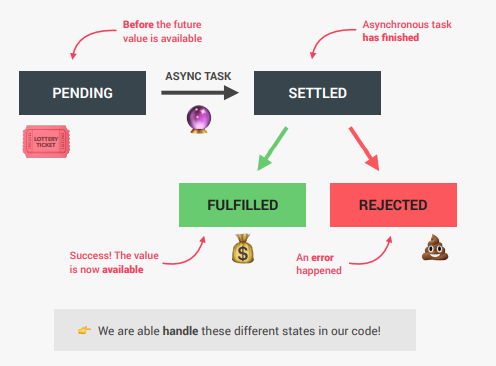 Before the future
value is available
Asynchronous task
has finished
PENDING
ASYNC TASK
SETTLED
LOTTERY
TICKET
FULFILLED
REJECTED
$
Success! The value
is now available
An error
happened
We are able handle these different states in our code!